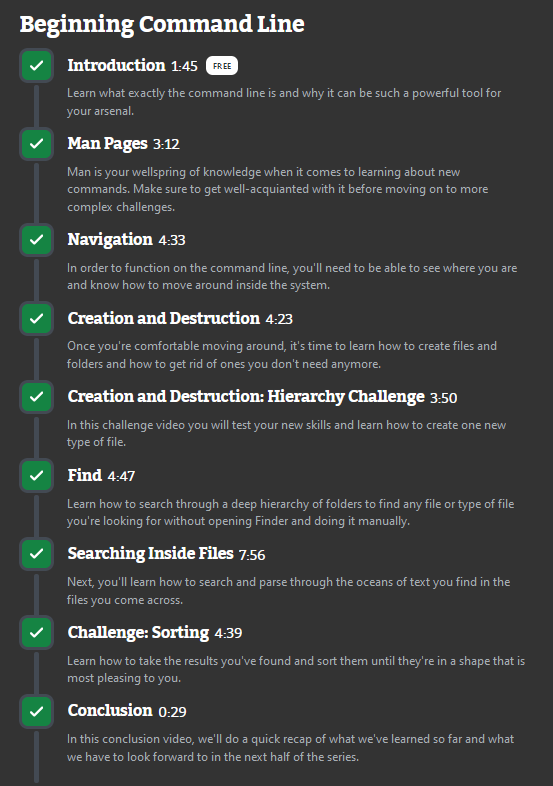 Beginning Command Line
Introduction 1:45 FREE
Learn what exactly the command line is and why it can be such a powerful tool for
your arsenal.
Man Pages 3:12
Man is your wellspring of knowledge when it comes to learning about new
commands. Make sure to get well-acquianted with it before moving on to more
complex challenges.
Navigation 4:33
In order to function on the command line, you'll need to be able to see where you are
and know how to move around inside the system.
Creation and Destruction 4:23
Once you're comfortable moving around, it's time to learn how to create files and
folders and how to get rid of ones you don't need anymore.
Creation and Destruction: Hierarchy Challenge 3:50
In this challenge video you will test your new skills and learn how to create one new
type of file.
Find 4:47
Learn how to search through a deep hierarchy of folders to find any file or type of file
you're looking for without opening Finder and doing it manually.
Searching Inside Files 7:56
Next, you'll learn how to search and parse through the oceans of text you find in the
files you come across.
Challenge: Sorting 4:39
Learn how to take the results you've found and sort them until they're in a shape that is
most pleasing to you.
Conclusion 0:29
In this conclusion video, we'll do a quick recap of what we've learned so far and what
we have to look forward to in the next half of the series.